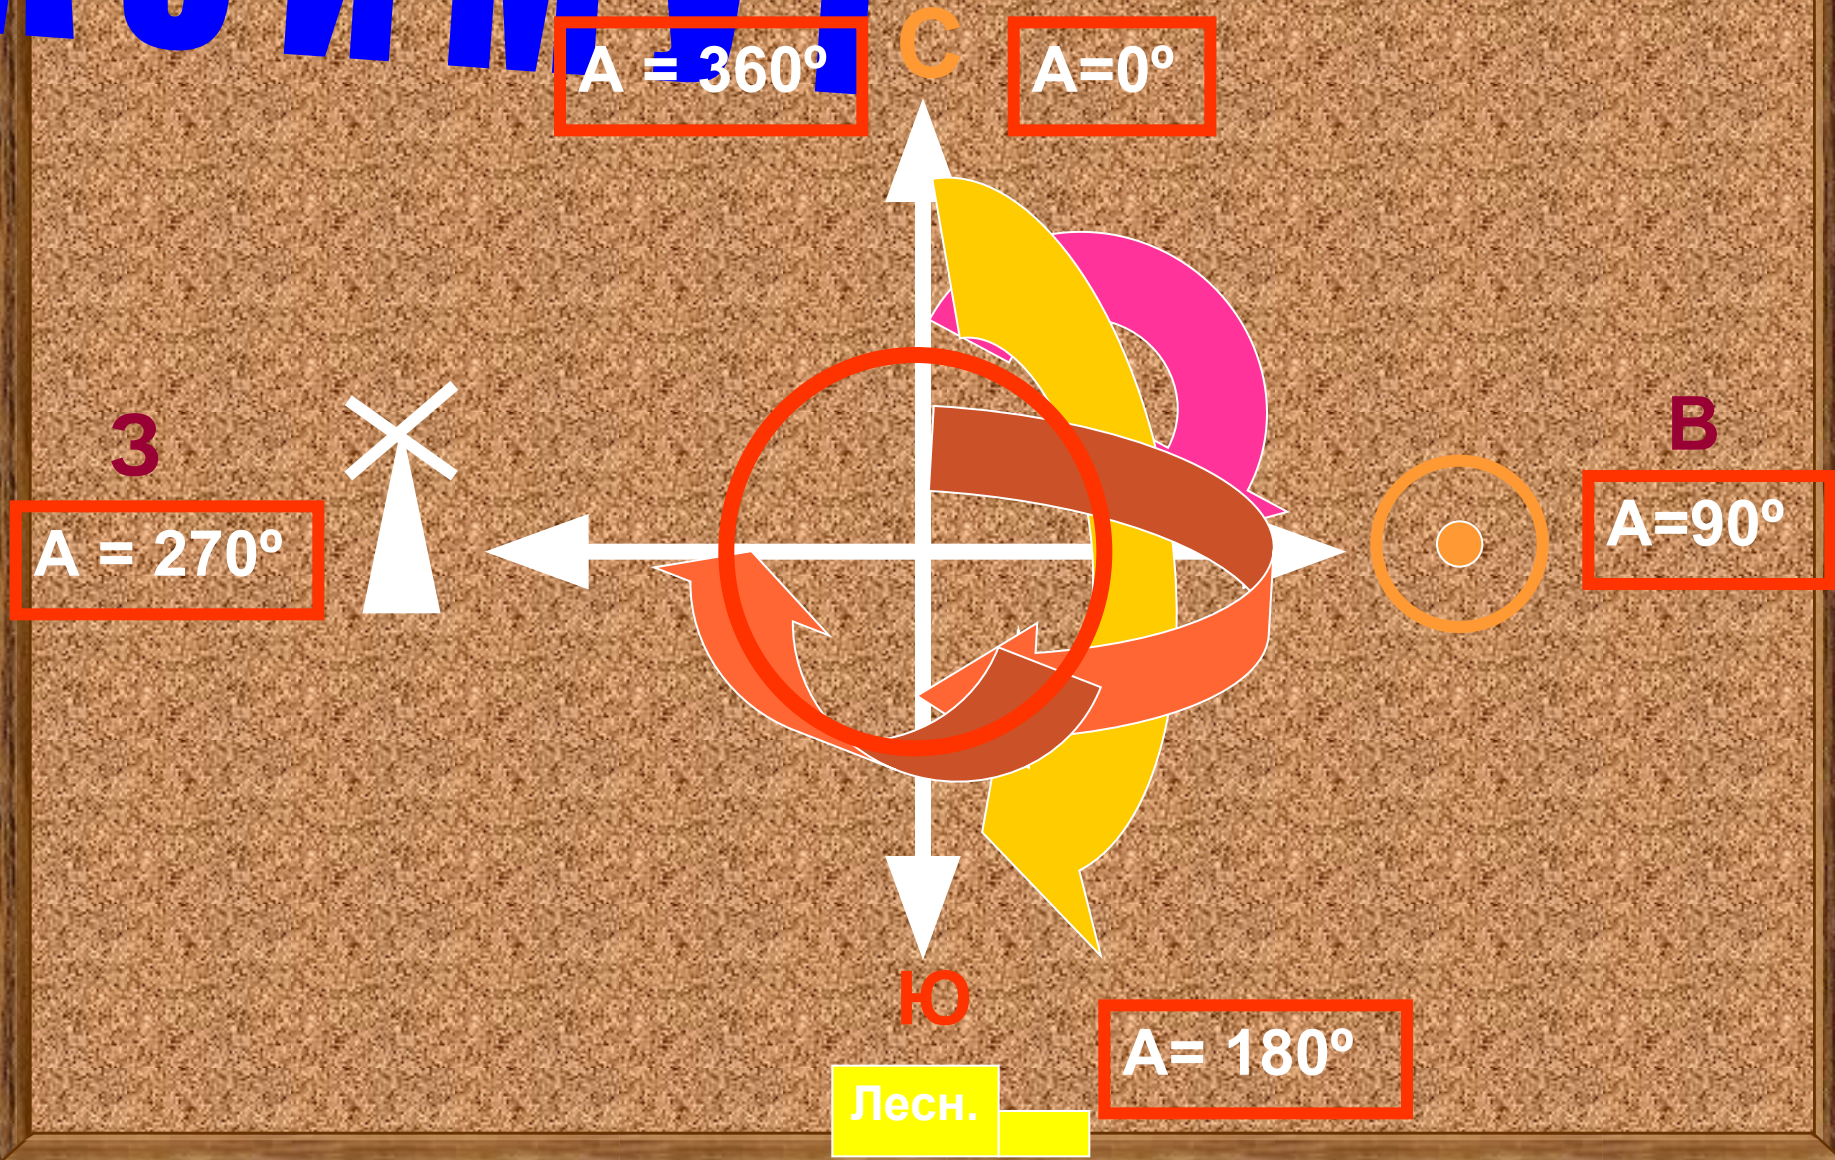 А = 360º
С
А=0º
З
В
А = 270º
А=90º
Ю
А= 180º
Лесн.